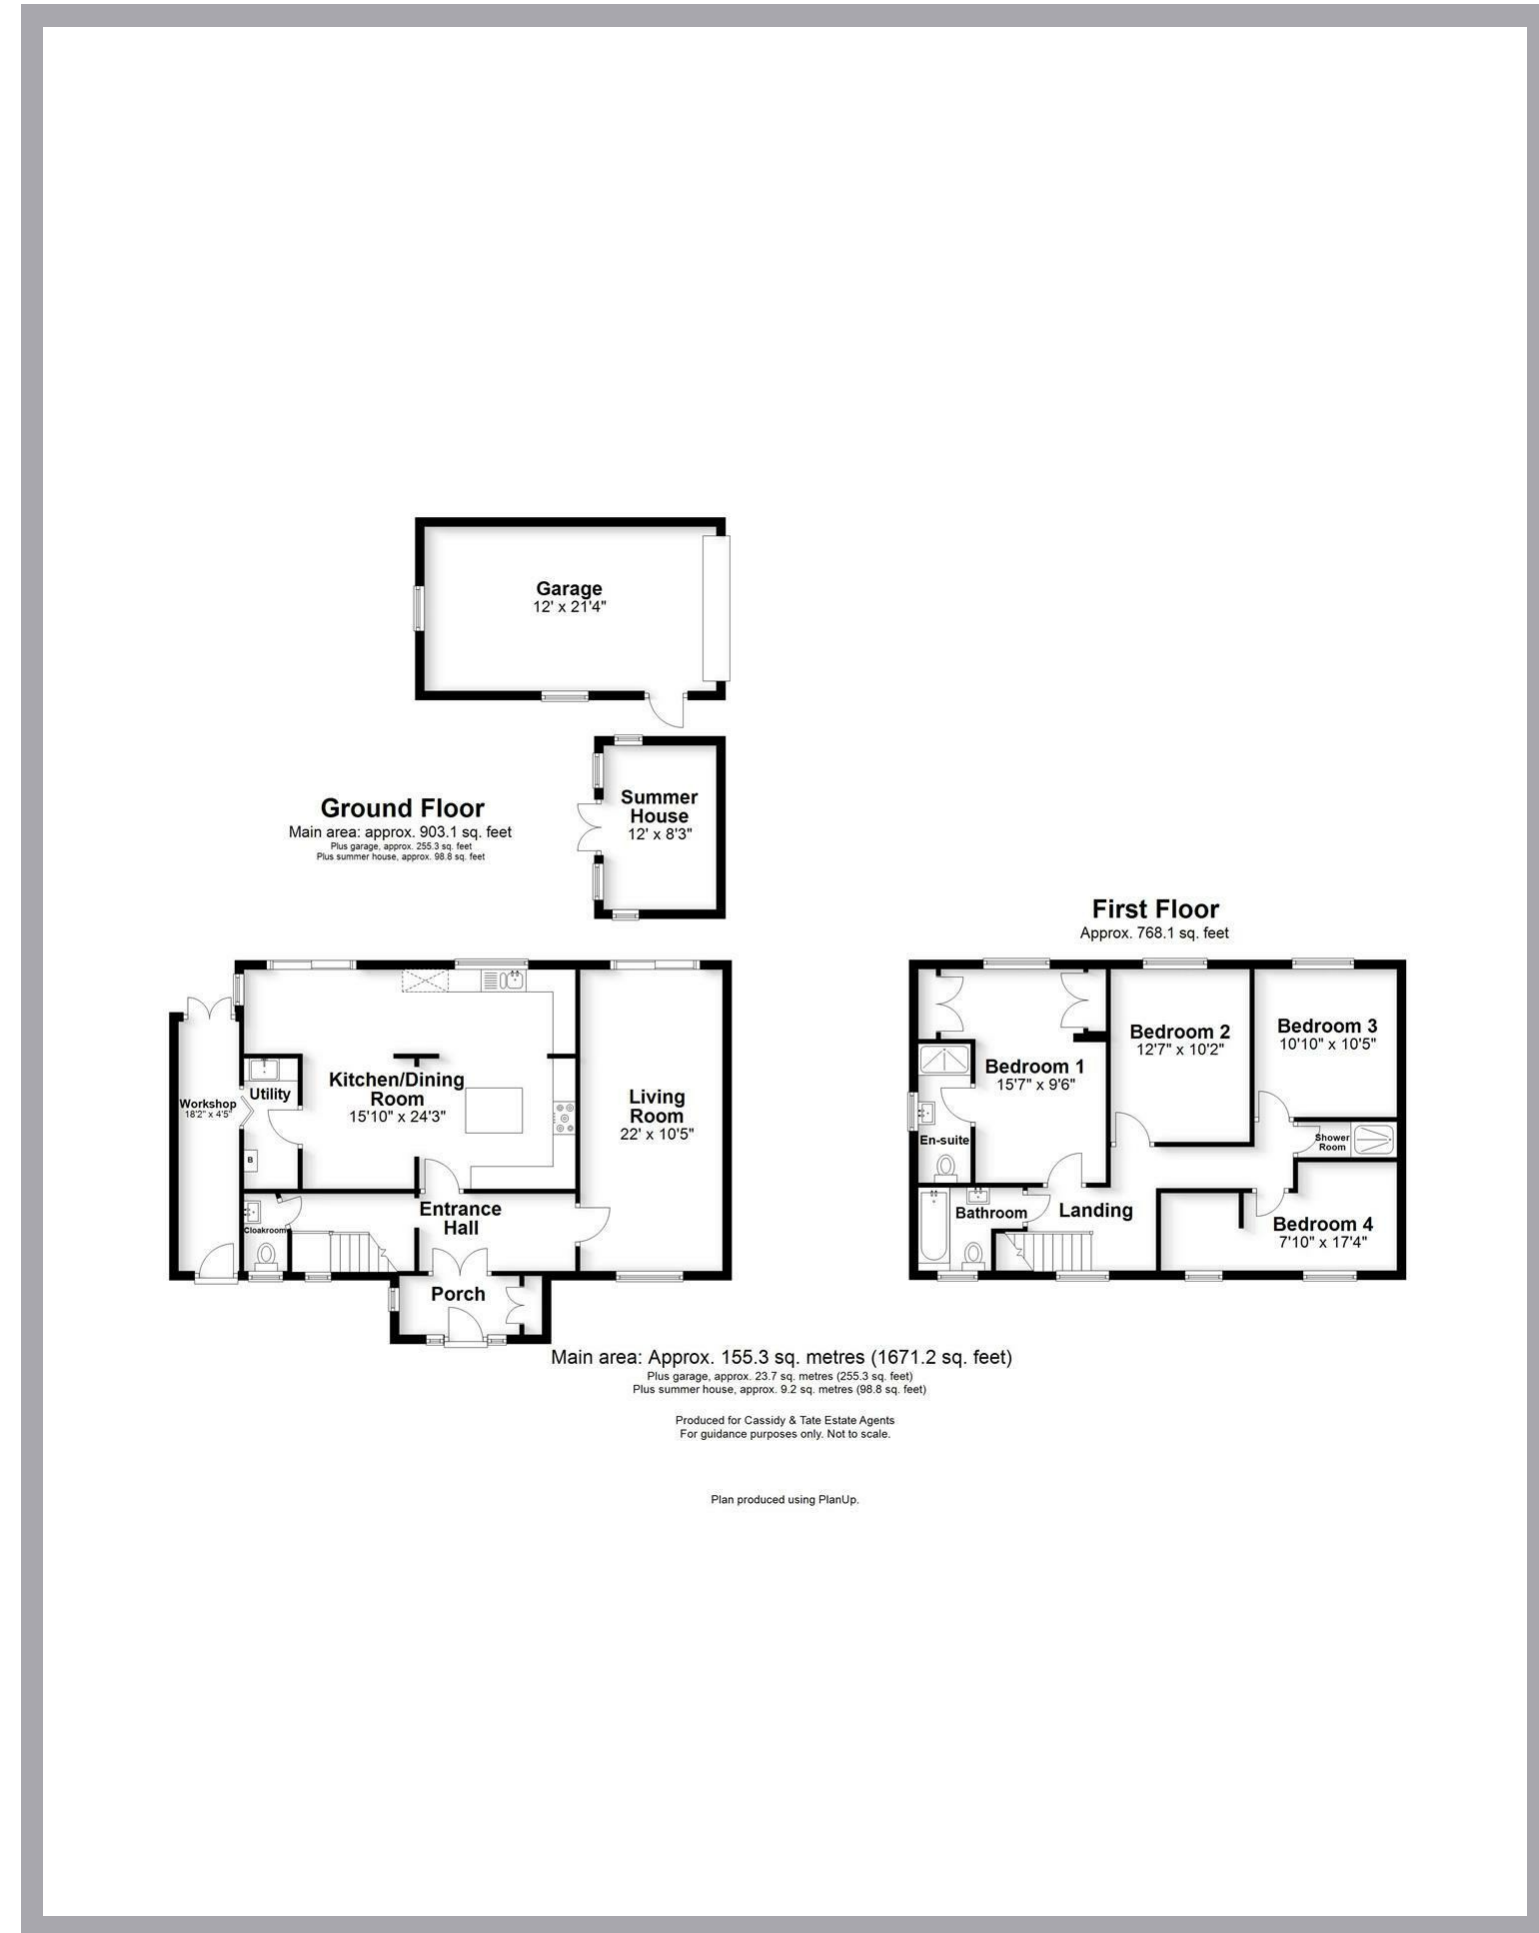 Garage
12' x 21'4"
Summer
House
12' x 8'3"
Ground Floor
Main area: approx. 903.1 sq. feet
Plus garage, approx. 255.3 sq. feet
Plus summer house, approx. 98.8 sq. feet
Kitchen/Dining
Room
15'10" x 24'3"
Utility
B
Workshop
18'2" x 4'5"
Living
Room
22' x 10'5"
Entrance
Hall
Cloakroom
Porch
First Floor
Approx. 768.1 sq. feet
Bedroom 1
15'7" x 9'6"
Bedroom 2
12'7" x 10'2"
Bedroom 3
10'10" x 10'5"
En-suite
Shower
Room
Bathroom
Landing
Bedroom 4
7'10" x 17'4"
Main area: Approx. 155.3 sq. metres (1671.2 sq. feet)
Plus garage, approx. 23.7 sq. metres (255.3 sq. feet)
Plus summer house, approx. 9.2 sq. metres (98.8 sq. feet)
Produced for Cassidy & Tate Estate Agents
For guidance purposes only. Not to scale.
Plan produced using PlanUp.